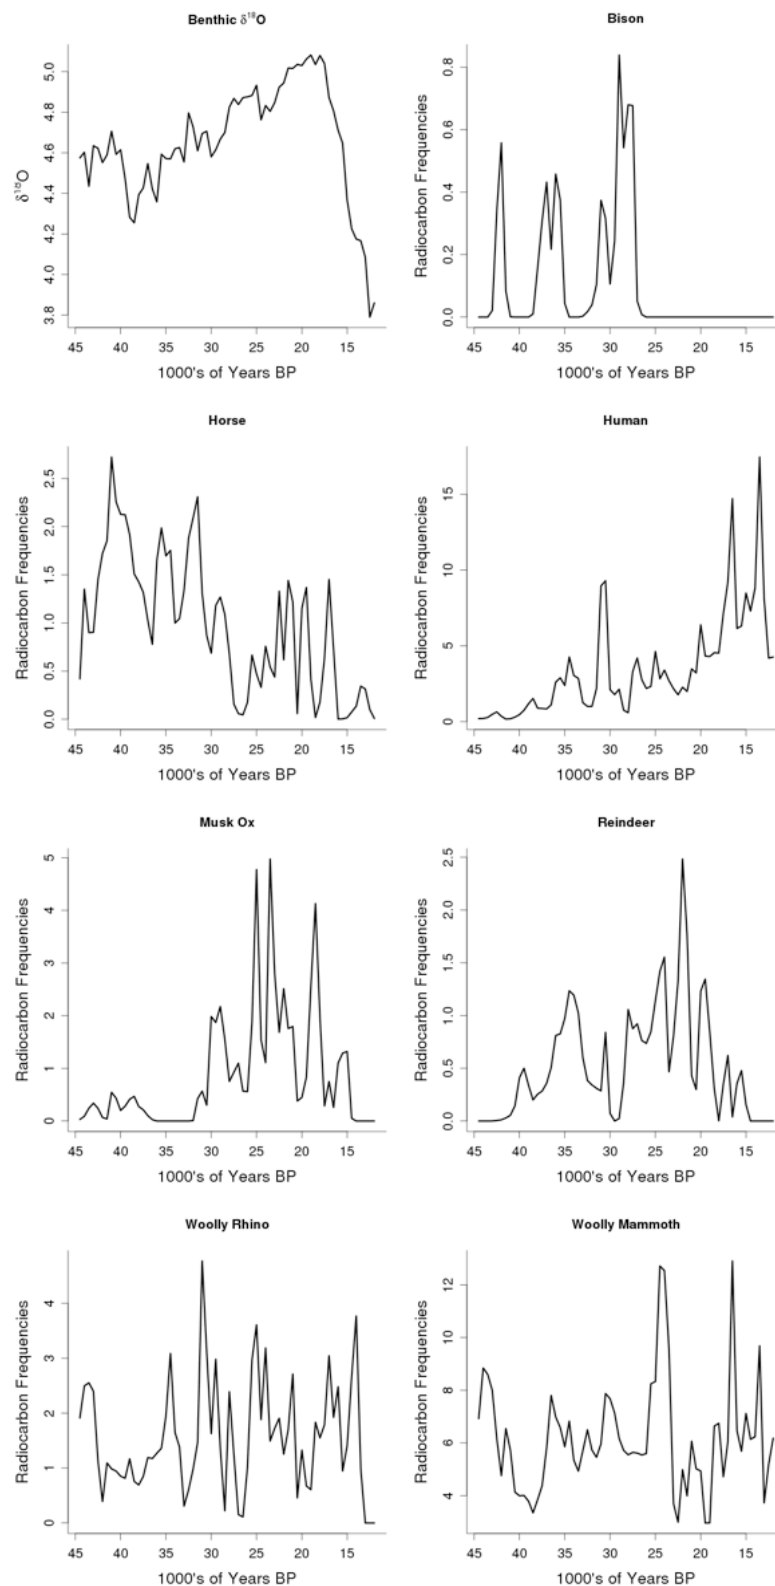 Benthic δ¹⁸O
5.0
4.8
4.6
4.4
4.2
4.0
3.8
δ¹⁸O
45 40 35 30 25 20 15
1000's of Years BP
Bison
0.8
0.6
0.4
0.2
0.0
Radiocarbon Frequencies
45 40 35 30 25 20 15
1000's of Years BP
Horse
2.5
2.0
1.5
1.0
0.5
0.0
Radiocarbon Frequencies
45 40 35 30 25 20 15
1000's of Years BP
Human
15
10
5
0
Radiocarbon Frequencies
45 40 35 30 25 20 15
1000's of Years BP
Musk Ox
5
4
3
2
1
0
Radiocarbon Frequencies
45 40 35 30 25 20 15
1000's of Years BP
Reindeer
2.5
2.0
1.5
1.0
0.5
0.0
Radiocarbon Frequencies
45 40 35 30 25 20 15
1000's of Years BP
Woolly Rhino
4
3
2
1
0
Radiocarbon Frequencies
45 40 35 30 25 20 15
1000's of Years BP
Woolly Mammoth
12
10
8
6
4
Radiocarbon Frequencies
45 40 35 30 25 20 15
1000's of Years BP